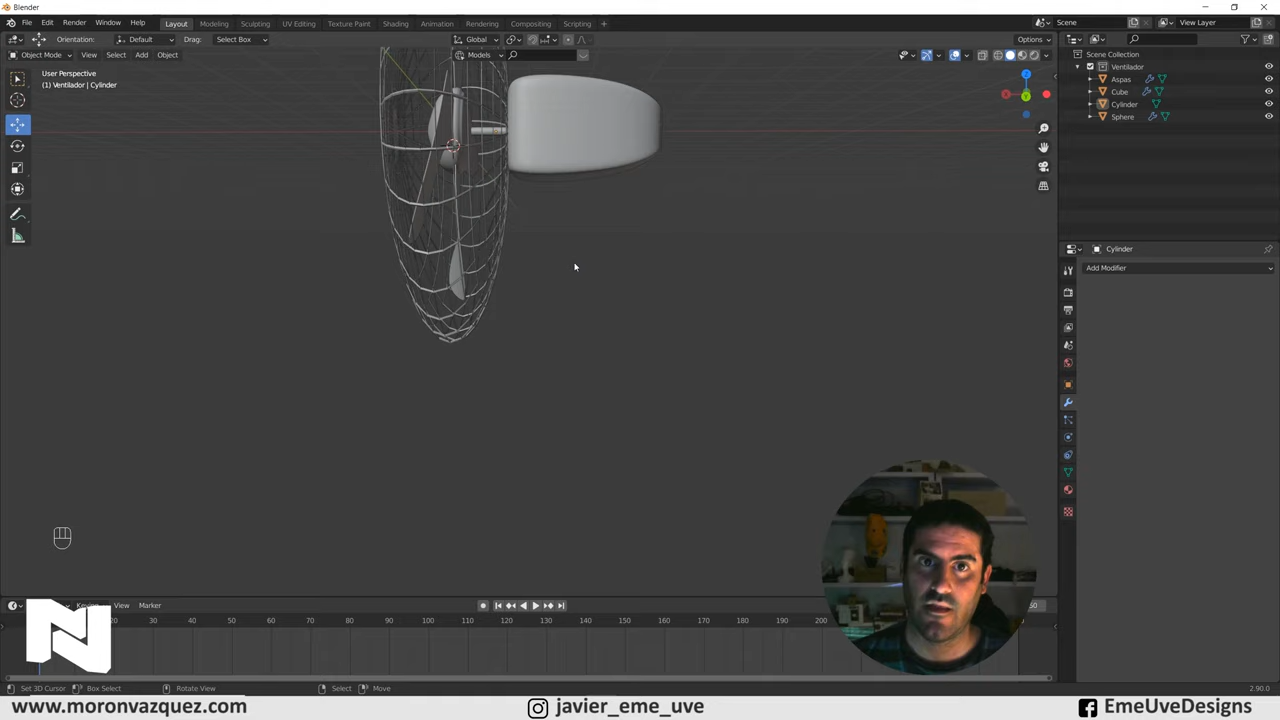 Blender
File Edit Render Window Help
Layout Modeling Sculpting UV Editing Texture Paint Shading Animation Rendering Compositing Scripting +
Scene
View Layer
Orientation: Default Drag: Select Box
Global
Options
Object Mode View Select Add Object
Models
User Perspective
(1) Ventilador | Cylinder
Scene Collection
Ventilador
Aspas
Cube
Cylinder
Sphere
Cylinder
Add Modifier
View Marker
20 30 40 50 60 70 80 90 100 110 120 130 140 150 160 170 180 190 200
Set 3D Cursor Box Select Rotate View Select Move 2.90.0
N
www.moronvazquez.com javier_eme_uve EmeUveDesigns